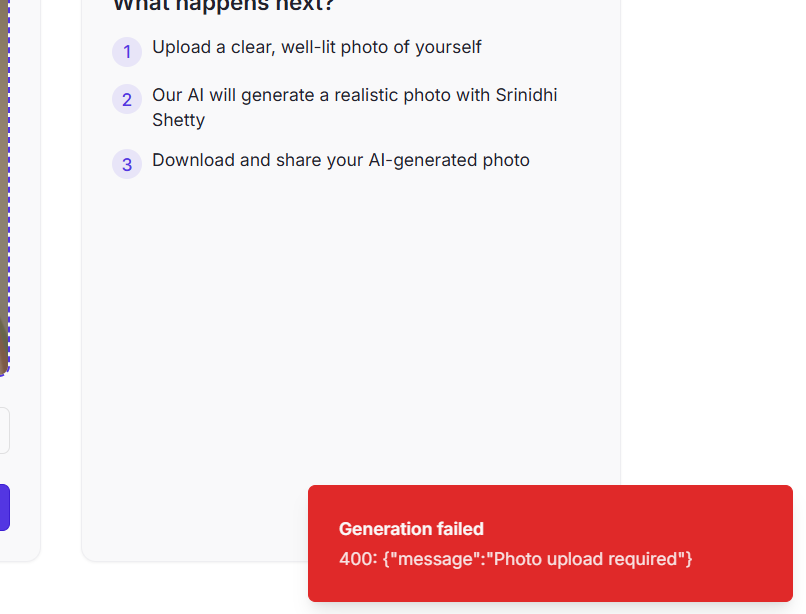 What happens next?
1
Upload a clear, well-lit photo of yourself
2
Our AI will generate a realistic photo with Srinidhi
Shetty
3
Download and share your AI-generated photo
Generation failed
400: {"message":"Photo upload required"}